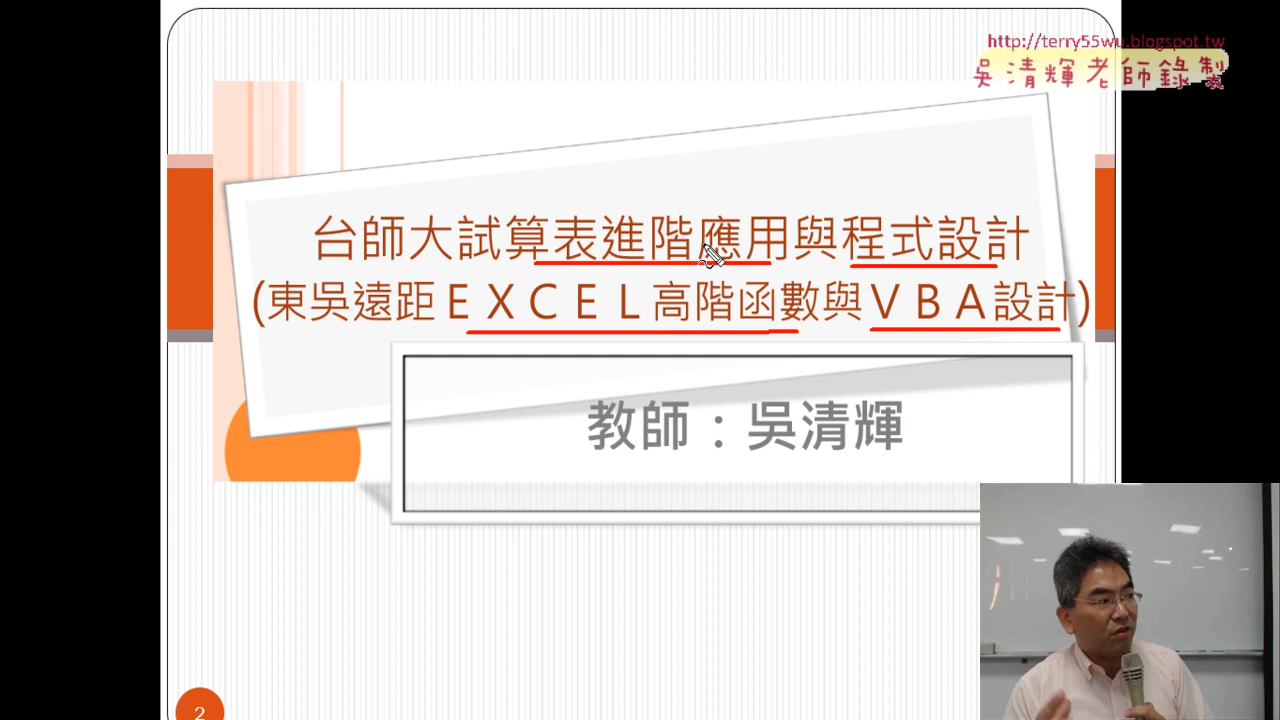 http://terry55wu.blogspot.tw
吳清輝老師錄製
台師大試算表進階應用與程式設計
(東吳遠距ＥＸＣＥＬ高階函數與ＶＢＡ設計)
教師：吳清輝
2